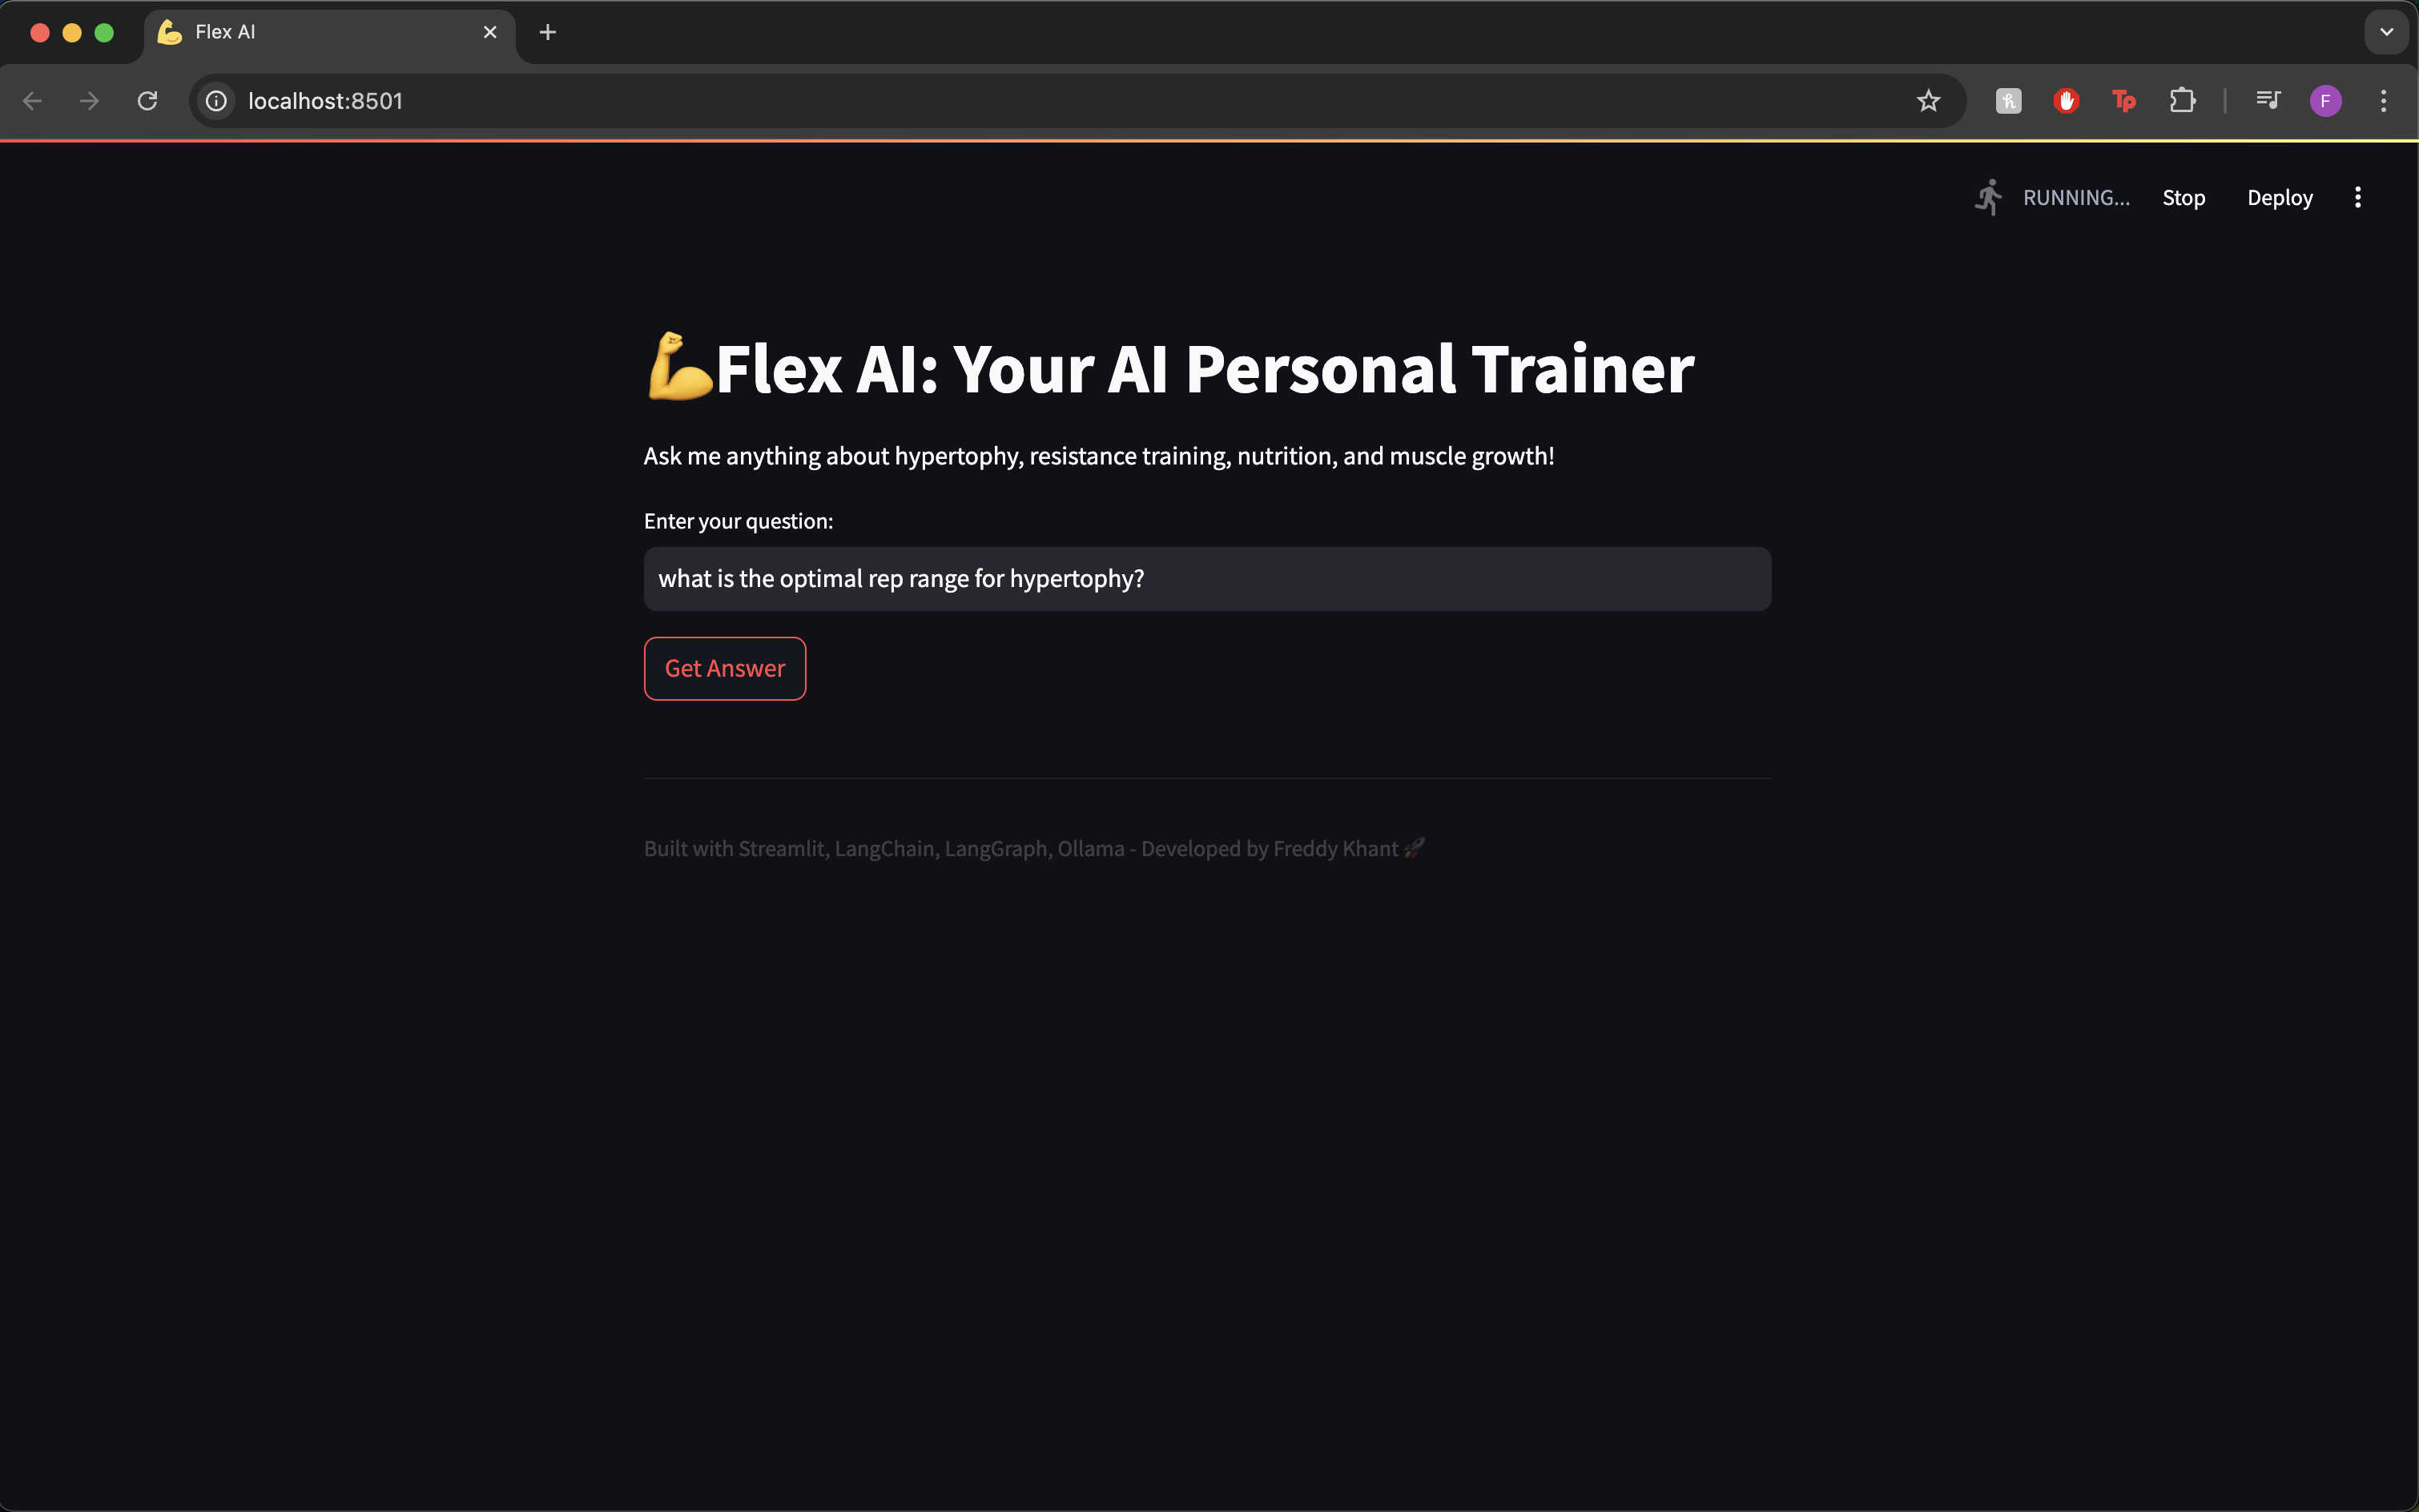 Flex AI
localhost:8501
Tp
F
RUNNING...
Stop
Deploy
Flex AI: Your AI Personal Trainer
Ask me anything about hypertophy, resistance training, nutrition, and muscle growth!
Enter your question:
what is the optimal rep range for hypertophy?
Get Answer
Built with Streamlit, LangChain, LangGraph, Ollama - Developed by Freddy Khant 🚀